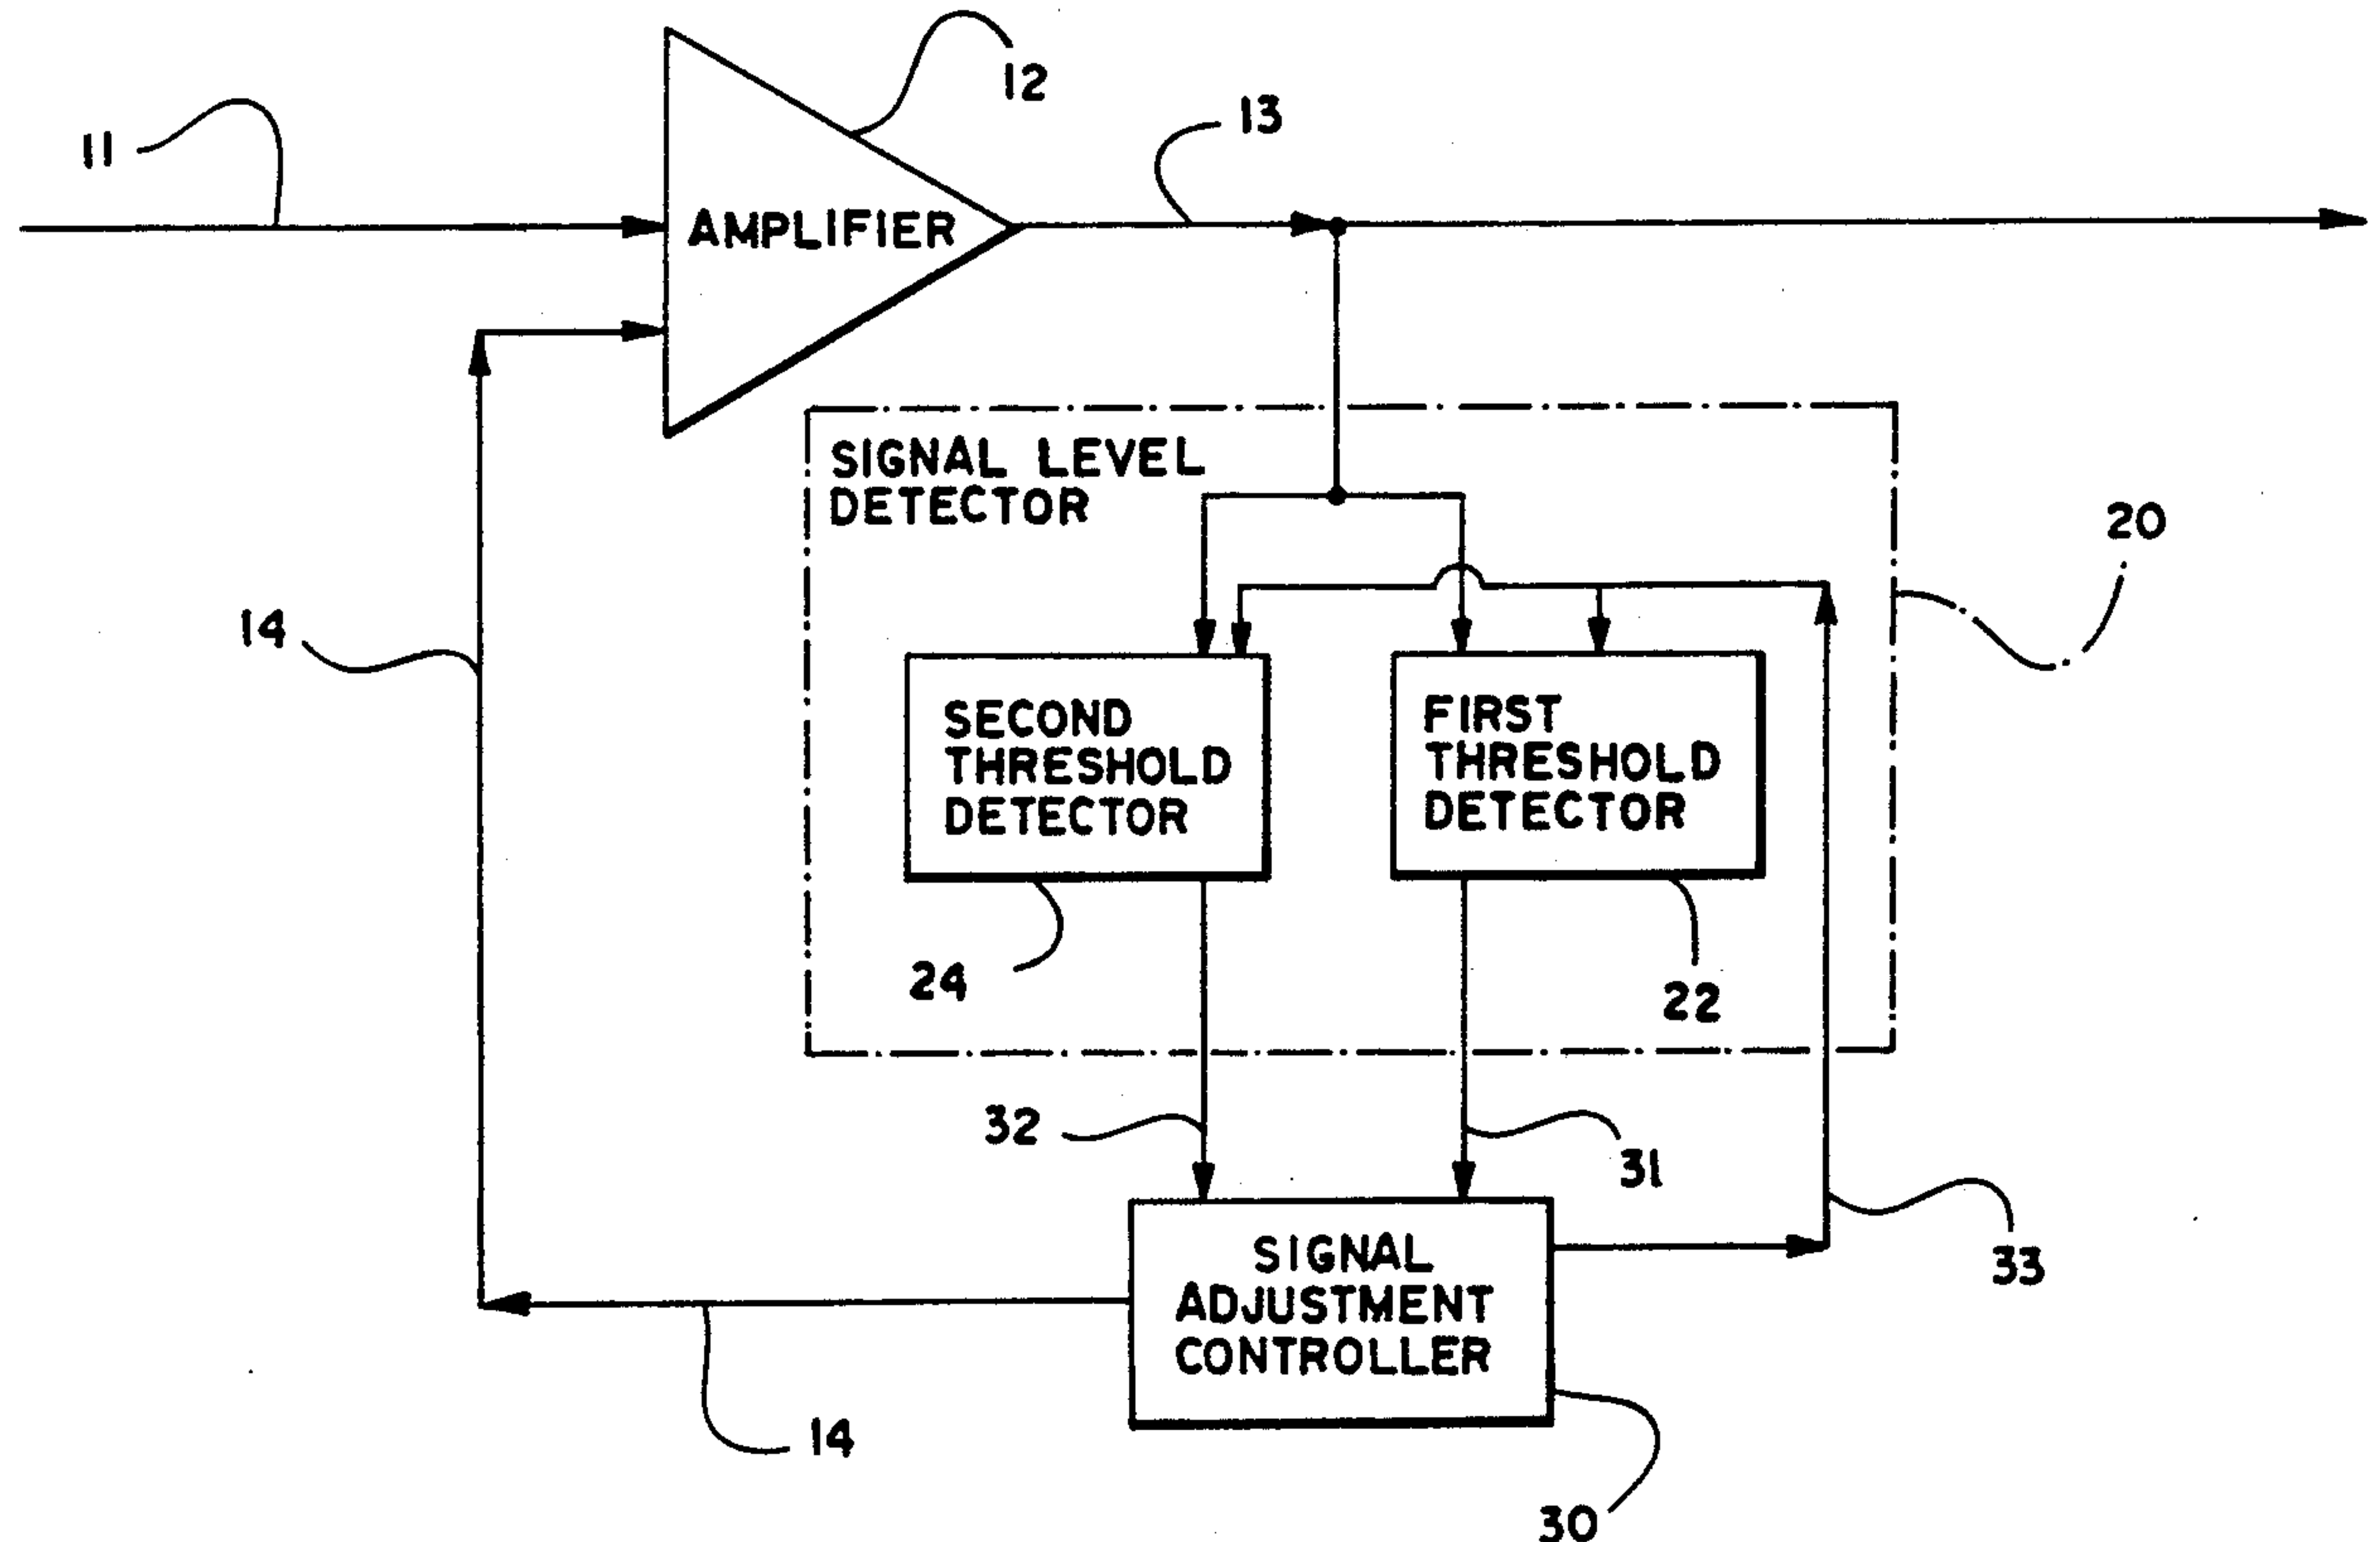 12
13
11
AMPLIFIER
SIGNAL LEVEL
DETECTOR
20
14
SECOND
THRESHOLD
DETECTOR
FIRST
THRESHOLD
DETECTOR
24
22
32
31
SIGNAL
ADJUSTMENT
CONTROLLER
33
14
30